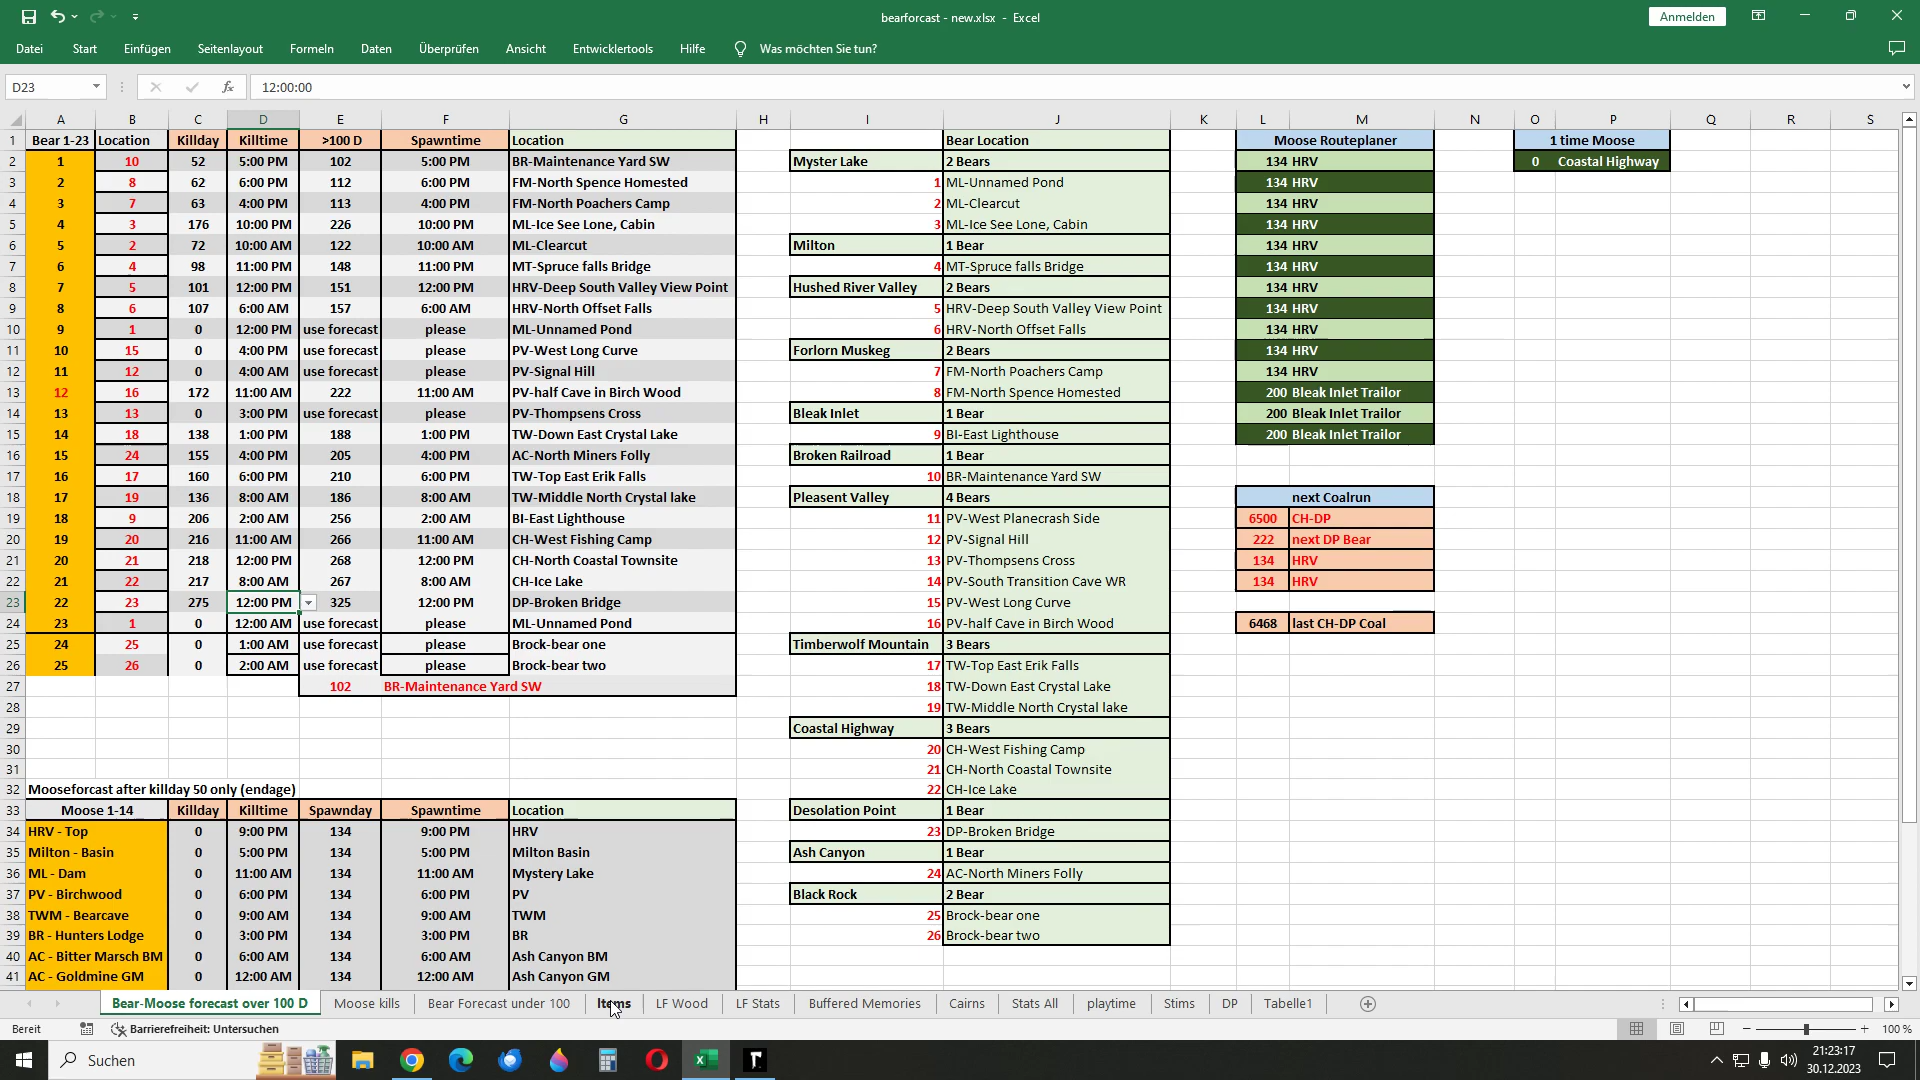 bearforcast - new.xlsx - Excel
Anmelden
Datei Start Einfügen Seitenlayout Formeln Daten Überprüfen Ansicht Entwicklertools Hilfe Was möchten Sie tun?
D23 fx 12:00:00
A B C D E F G H I J K L M N O P Q R S
1 Bear 1-23 Location Killday Killtime >100 D Spawntime Location Bear Location Moose Routeplaner 1 time Moose
2 1 10 52 5:00 PM 102 5:00 PM BR-Maintenance Yard SW Myster Lake 2 Bears 134 HRV 0 Coastal Highway
3 2 8 62 6:00 PM 112 6:00 PM FM-North Spence Homested 1 ML-Unnamed Pond 134 HRV
4 3 7 63 4:00 PM 113 4:00 PM FM-North Poachers Camp 2 ML-Clearcut 134 HRV
5 4 3 176 10:00 PM 226 10:00 PM ML-Ice See Lone, Cabin 3 ML-Ice See Lone, Cabin 134 HRV
6 5 2 72 10:00 AM 122 10:00 AM ML-Clearcut Milton 1 Bear 134 HRV
7 6 4 98 11:00 PM 148 11:00 PM MT-Spruce falls Bridge 4 MT-Spruce falls Bridge 134 HRV
8 7 5 101 12:00 PM 151 12:00 PM HRV-Deep South Valley View Point Hushed River Valley 2 Bears 134 HRV
9 8 6 107 6:00 AM 157 6:00 AM HRV-North Offset Falls 5 HRV-Deep South Valley View Point 134 HRV
10 9 1 0 12:00 PM use forecast please ML-Unnamed Pond 6 HRV-North Offset Falls 134 HRV
11 10 15 0 4:00 PM use forecast please PV-West Long Curve Forlorn Muskeg 2 Bears 134 HRV
12 11 12 0 4:00 AM use forecast please PV-Signal Hill 7 FM-North Poachers Camp 134 HRV
13 12 16 172 11:00 AM 222 11:00 AM PV-half Cave in Birch Wood 8 FM-North Spence Homested 200 Bleak Inlet Trailor
14 13 13 0 3:00 PM use forecast please PV-Thompsens Cross Bleak Inlet 1 Bear 200 Bleak Inlet Trailor
15 14 18 138 1:00 PM 188 1:00 PM TW-Down East Crystal Lake 9 BI-East Lighthouse 200 Bleak Inlet Trailor
16 15 24 155 4:00 PM 205 4:00 PM AC-North Miners Folly Broken Railroad 1 Bear
17 16 17 160 6:00 PM 210 6:00 PM TW-Top East Erik Falls 10 BR-Maintenance Yard SW
18 17 19 136 8:00 AM 186 8:00 AM TW-Middle North Crystal lake Pleasent Valley 4 Bears next Coalrun
19 18 9 206 2:00 AM 256 2:00 AM BI-East Lighthouse 11 PV-West Planecrash Side 6500 CH-DP
20 19 20 216 11:00 AM 266 11:00 AM CH-West Fishing Camp 12 PV-Signal Hill 222 next DP Bear
21 20 21 218 12:00 PM 268 12:00 PM CH-North Coastal Townsite 13 PV-Thompsens Cross 134 HRV
22 21 22 217 8:00 AM 267 8:00 AM CH-Ice Lake 14 PV-South Transition Cave WR 134 HRV
23 22 23 275 12:00 PM 325 12:00 PM DP-Broken Bridge 15 PV-West Long Curve
24 23 1 0 12:00 AM use forecast please ML-Unnamed Pond 16 PV-half Cave in Birch Wood 6468 last CH-DP Coal
25 24 25 0 1:00 AM use forecast please Brock-bear one Timberwolf Mountain 3 Bears
26 25 26 0 2:00 AM use forecast please Brock-bear two 17 TW-Top East Erik Falls
27 102 BR-Maintenance Yard SW 18 TW-Down East Crystal Lake
28 19 TW-Middle North Crystal lake
29 Coastal Highway 3 Bears
30 20 CH-West Fishing Camp
31 21 CH-North Coastal Townsite
32 Mooseforcast after killday 50 only (endage) 22 CH-Ice Lake
33 Moose 1-14 Killday Killtime Spawnday Spawntime Location Desolation Point 1 Bear
34 HRV - Top 0 9:00 PM 134 9:00 PM HRV 23 DP-Broken Bridge
35 Milton - Basin 0 5:00 PM 134 5:00 PM Milton Basin Ash Canyon 1 Bear
36 ML - Dam 0 11:00 AM 134 11:00 AM Mystery Lake 24 AC-North Miners Folly
37 PV - Birchwood 0 6:00 PM 134 6:00 PM PV Black Rock 2 Bear
38 TWM - Bearcave 0 9:00 AM 134 9:00 AM TWM 25 Brock-bear one
39 BR - Hunters Lodge 0 3:00 PM 134 3:00 PM BR 26 Brock-bear two
40 AC - Bitter Marsch BM 0 6:00 AM 134 6:00 AM Ash Canyon BM
41 AC - Goldmine GM 0 12:00 AM 134 12:00 AM Ash Canyon GM
Bear-Moose forecast over 100 D Moose kills Bear Forecast under 100 Items LF Wood LF Stats Buffered Memories Cairns Stats All playtime Stims DP Tabelle1
Bereit Barrierefreiheit: Untersuchen 100 %
Suchen 21:23:17
30.12.2023